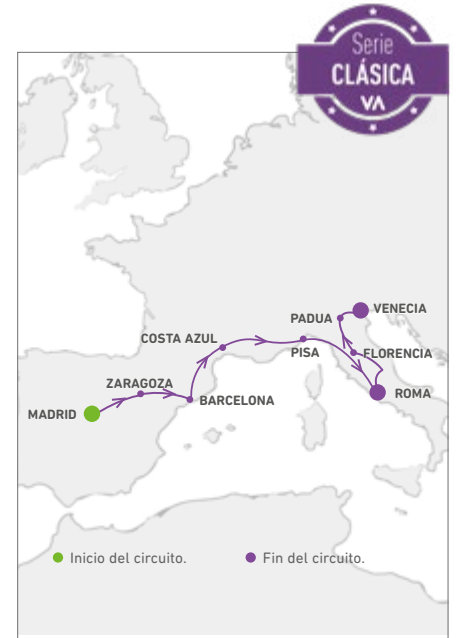 Serie
CLÁSICA
VA
VENECIA
PADUA
COSTA AZUL
PISA
FLORENCIA
ZARAGOZA
ROMA
BARCELONA
MADRID
Inicio del circuito.
Fin del circuito.